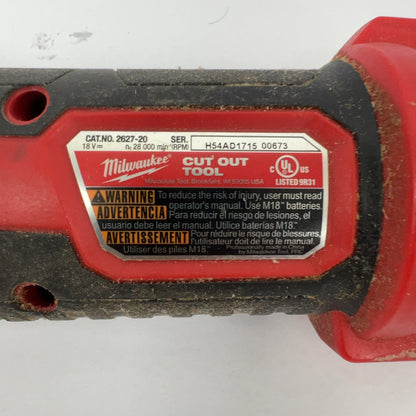 CAT.NO. 2627-20 SER.
18 V⎓ n₀ 28 000 min⁻¹(RPM) H54AD1715 00673
Milwaukee CUT OUT TOOL
Milwaukee Tool, Brookfield, WI 53005 USA
C UL US
LISTED 9R31
WARNING To reduce the risk of injury, user must read
operator's manual. Use M18™ batteries.
ADVERTENCIA Para reducir el riesgo de lesiones, el
usuario debe leer el manual. Utilice baterías M18™
AVERTISSEMENT Pour réduire le risque de blessures,
l'utilisateur doit de lire le manual.
Utilisent des piles M18™ Professionally made in China
by Milwaukee Tool, PRC